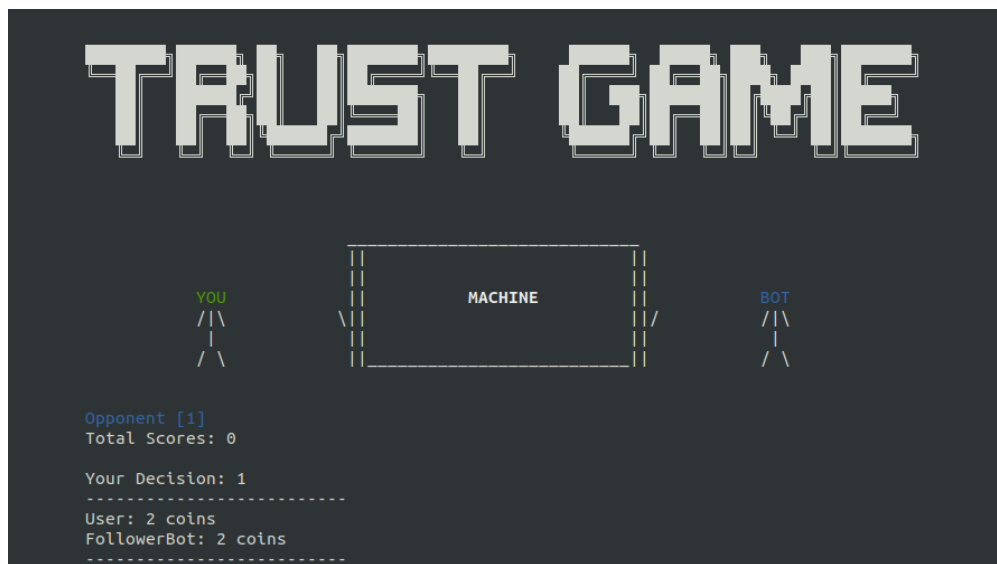 TRUST GAME
MACHINE
YOU
BOT
Opponent [1]
Total Scores: 0
Your Decision: 1
--------------------------
User: 2 coins
FollowerBot: 2 coins
--------------------------